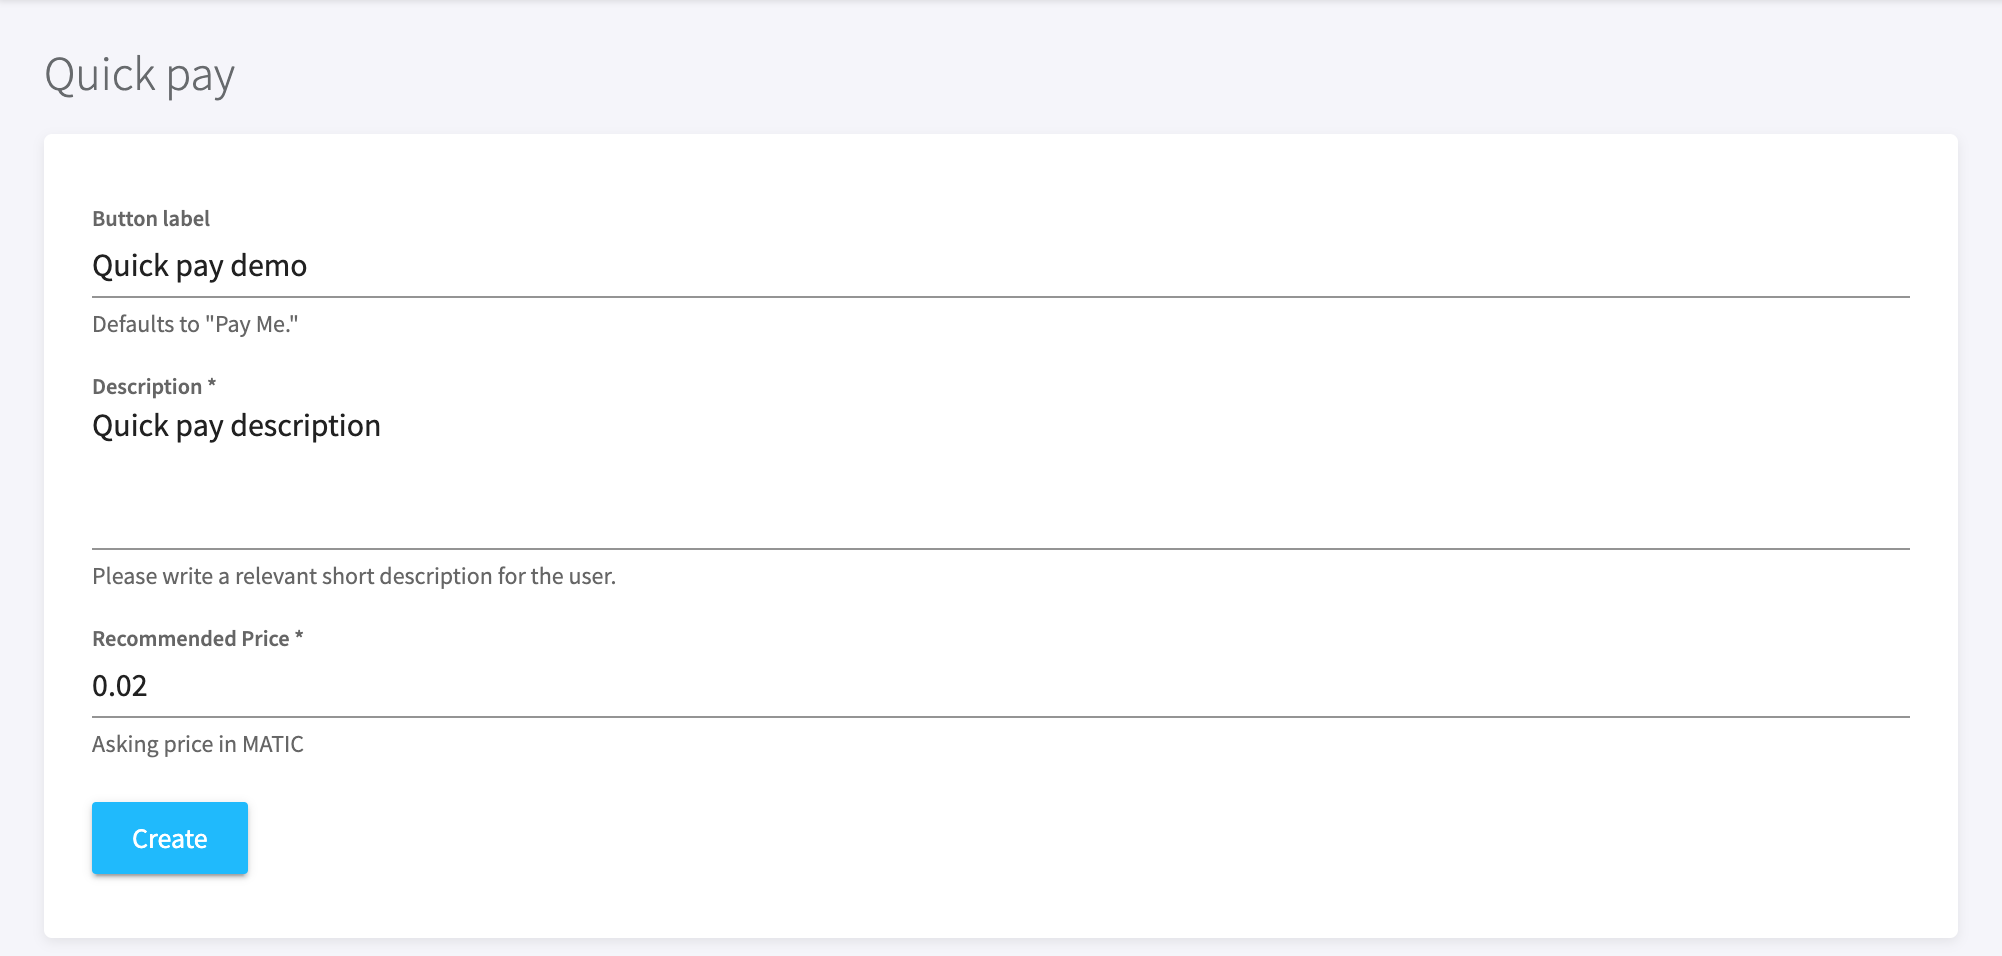 Quick pay
Button label
Quick pay demo
Defaults to "Pay Me."
Description *
Quick pay description
Please write a relevant short description for the user.
Recommended Price *
0.02
Asking price in MATIC
Create